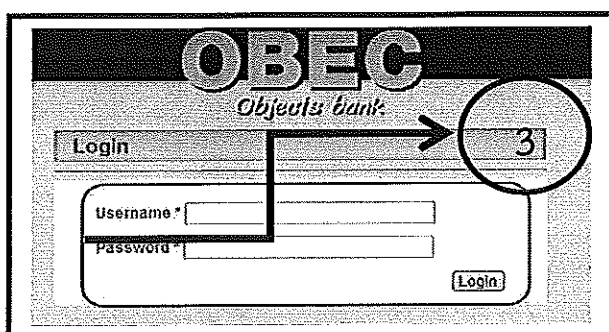 OBEC
Objects bank
Login 3
Username *
Password *
Login